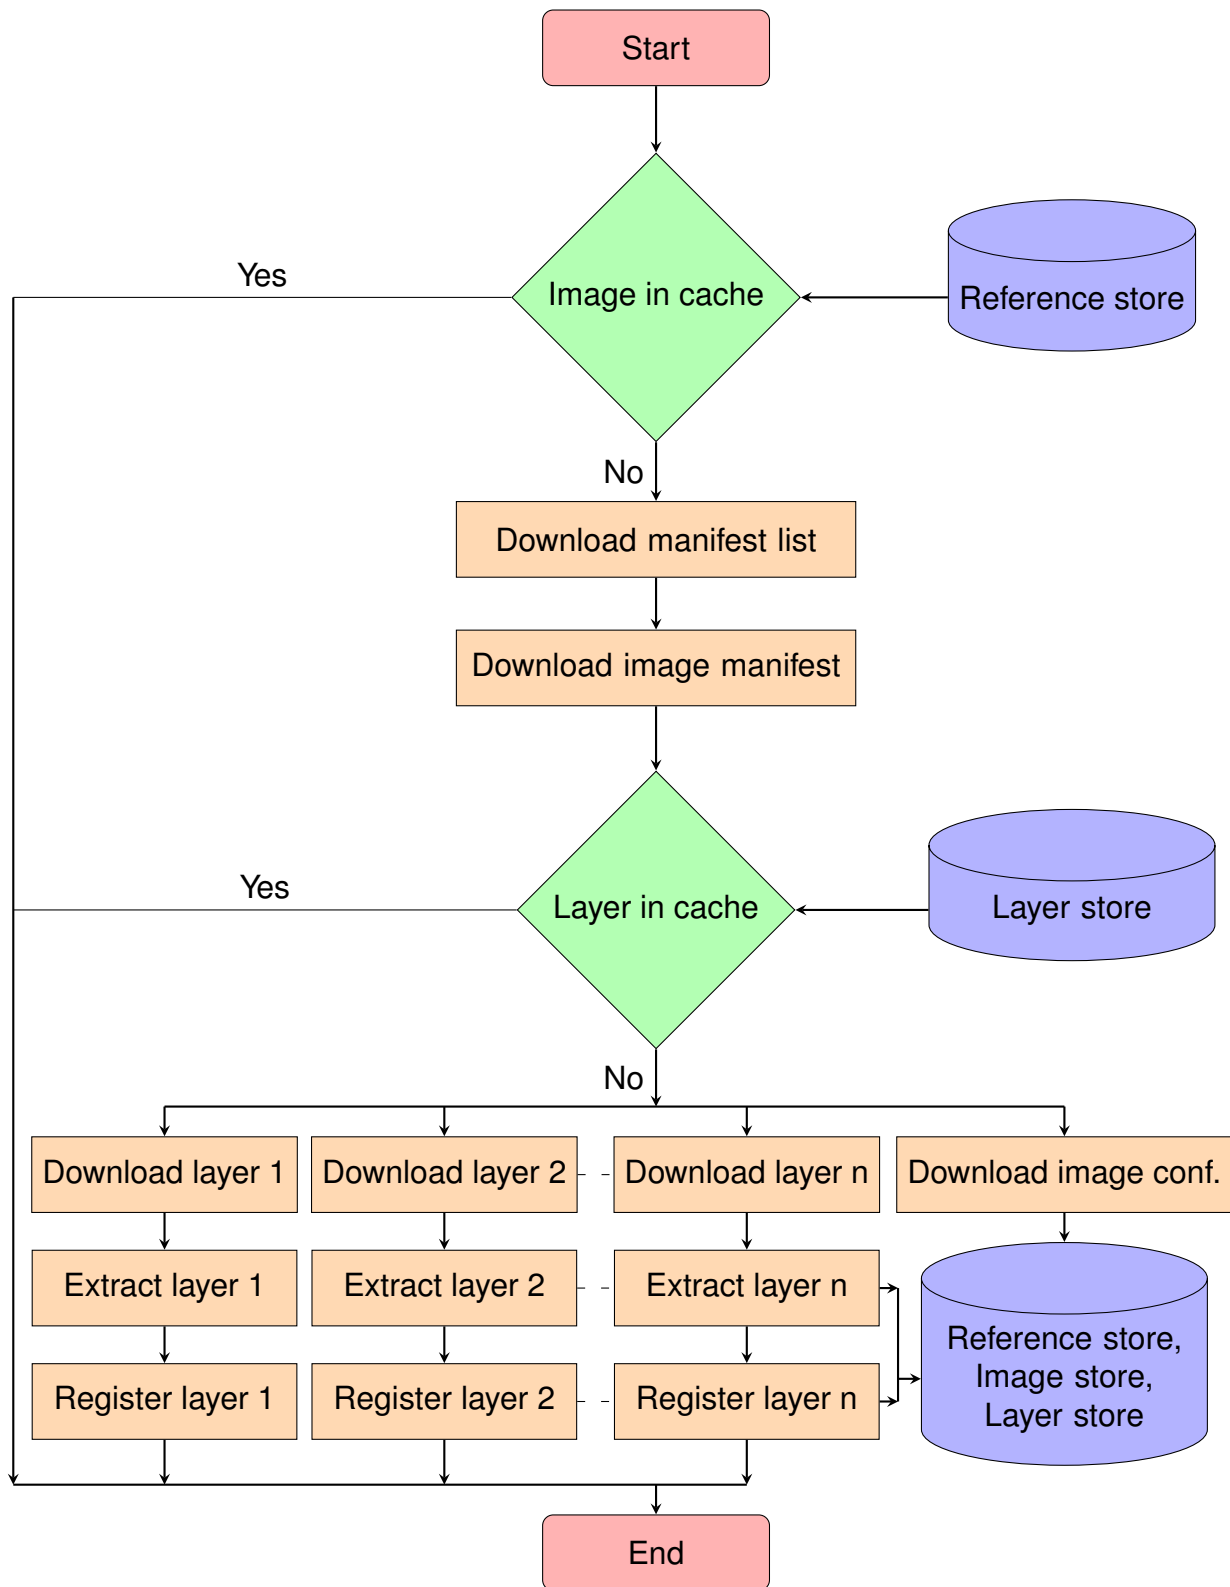 Start
Yes
Image in cache
Reference store
No
Download manifest list
Download image manifest
Yes
Layer in cache
Layer store
No
Download layer 1
Download layer 2
Download layer n
Download image conf.
Extract layer 1
Extract layer 2
Extract layer n
Register layer 1
Register layer 2
Register layer n
Reference store,
Image store,
Layer store
End